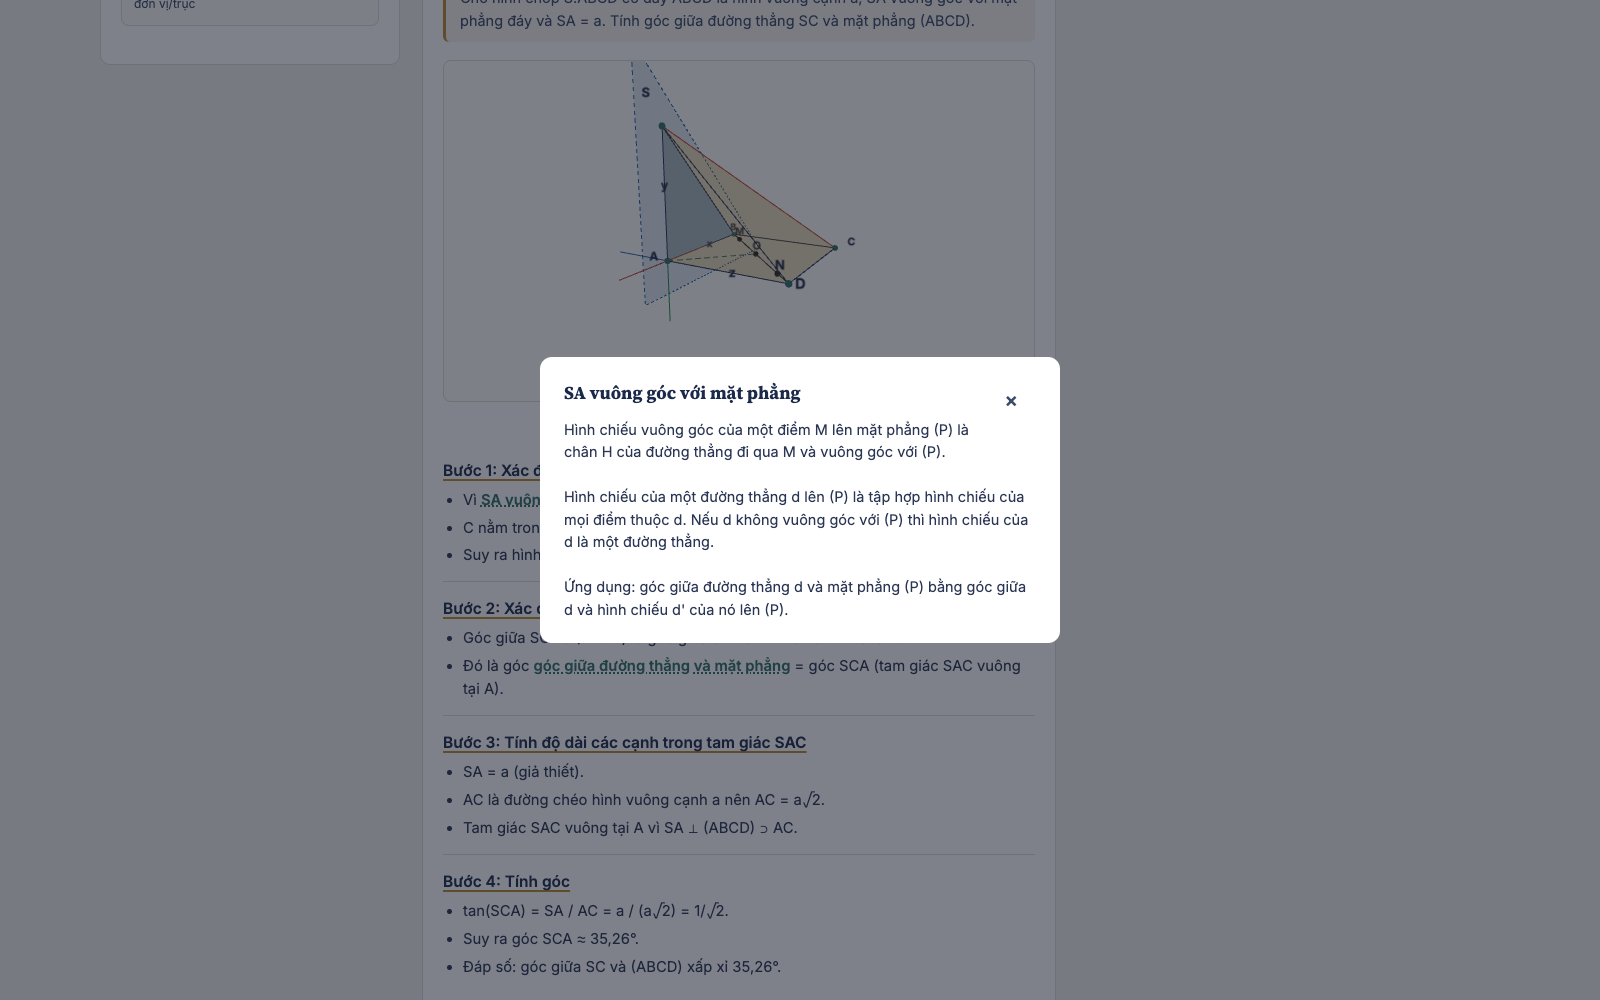 đơn vị/trục
phẳng đáy và SA = a. Tính góc giữa đường thẳng SC và mặt phẳng (ABCD).
S
y
x
M
O
A
C
N
z
D
SA vuông góc với mặt phẳng
×
Hình chiếu vuông góc của một điểm M lên mặt phẳng (P) là
chân H của đường thẳng đi qua M và vuông góc với (P).
Hình chiếu của một đường thẳng d lên (P) là tập hợp hình chiếu của
mọi điểm thuộc d. Nếu d không vuông góc với (P) thì hình chiếu của
d là một đường thẳng.
Ứng dụng: góc giữa đường thẳng d và mặt phẳng (P) bằng góc giữa
d và hình chiếu d' của nó lên (P).
Bước 1: Xác
Vì SA vuôn
C nằm tron
Suy ra hình
Bước 2: Xác
Góc giữa
Đó là góc góc giữa đường thẳng và mặt phẳng = góc SCA (tam giác SAC vuông
tại A).
Bước 3: Tính độ dài các cạnh trong tam giác SAC
SA = a (giả thiết).
AC là đường chéo hình vuông cạnh a nên AC = a√2.
Tam giác SAC vuông tại A vì SA ⊥ (ABCD) ⊃ AC.
Bước 4: Tính góc
tan(SCA) = SA / AC = a / (a√2) = 1/√2.
Suy ra góc SCA ≈ 35,26°.
Đáp số: góc giữa SC và (ABCD) xấp xỉ 35,26°.